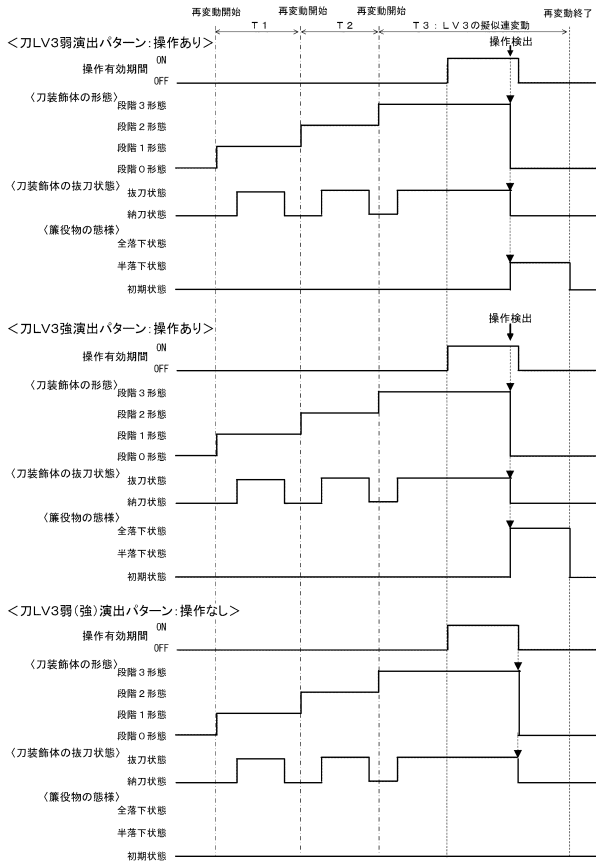 再変動開始 再変動開始 再変動開始 再変動終了
T1 T2 T3：LV3の擬似連変動
＜刀LV3弱演出パターン：操作あり＞ 操作検出
操作有効期間 ON
OFF
〈刀装飾体の形態〉
段階3形態
段階2形態
段階1形態
段階0形態
〈刀装飾体の抜刀状態〉
抜刀状態
納刀状態
〈簾役物の態様〉
全落下状態
半落下状態
初期状態
＜刀LV3強演出パターン：操作あり＞ 操作検出
操作有効期間 ON
OFF
〈刀装飾体の形態〉
段階3形態
段階2形態
段階1形態
段階0形態
〈刀装飾体の抜刀状態〉
抜刀状態
納刀状態
〈簾役物の態様〉
全落下状態
半落下状態
初期状態
＜刀LV3弱（強）演出パターン：操作なし＞
操作有効期間 ON
OFF
〈刀装飾体の形態〉
段階3形態
段階2形態
段階1形態
段階0形態
〈刀装飾体の抜刀状態〉
抜刀状態
納刀状態
〈簾役物の態様〉
全落下状態
半落下状態
初期状態